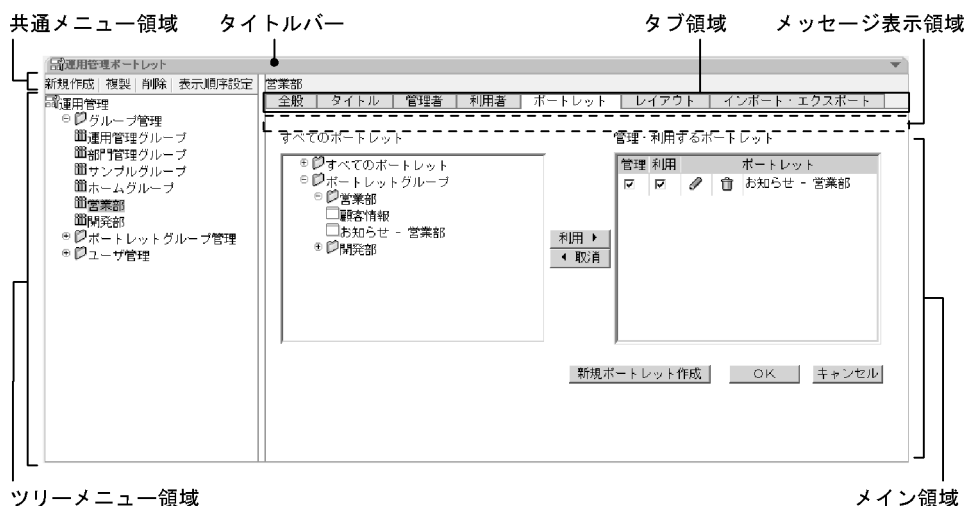 共通メニュー領域 タイトルバー タブ領域 メッセージ表示領域
運用管理ポートレット
新規作成 複製 削除 表示順序設定 営業部
全般 タイトル 管理者 利用者 ポートレット レイアウト インポート・エクスポート
運用管理
グループ管理
運用管理グループ
部門管理グループ
サンプルグループ
ホームグループ
営業部
開発部
ポートレットグループ管理
ユーザ管理
すべてのポートレット
すべてのポートレット
ポートレットグループ
営業部
顧客情報
お知らせ - 営業部
開発部
利用
取消
管理・利用するポートレット
管理 利用 ポートレット
お知らせ - 営業部
新規ポートレット作成 OK キャンセル
ツリーメニュー領域 メイン領域